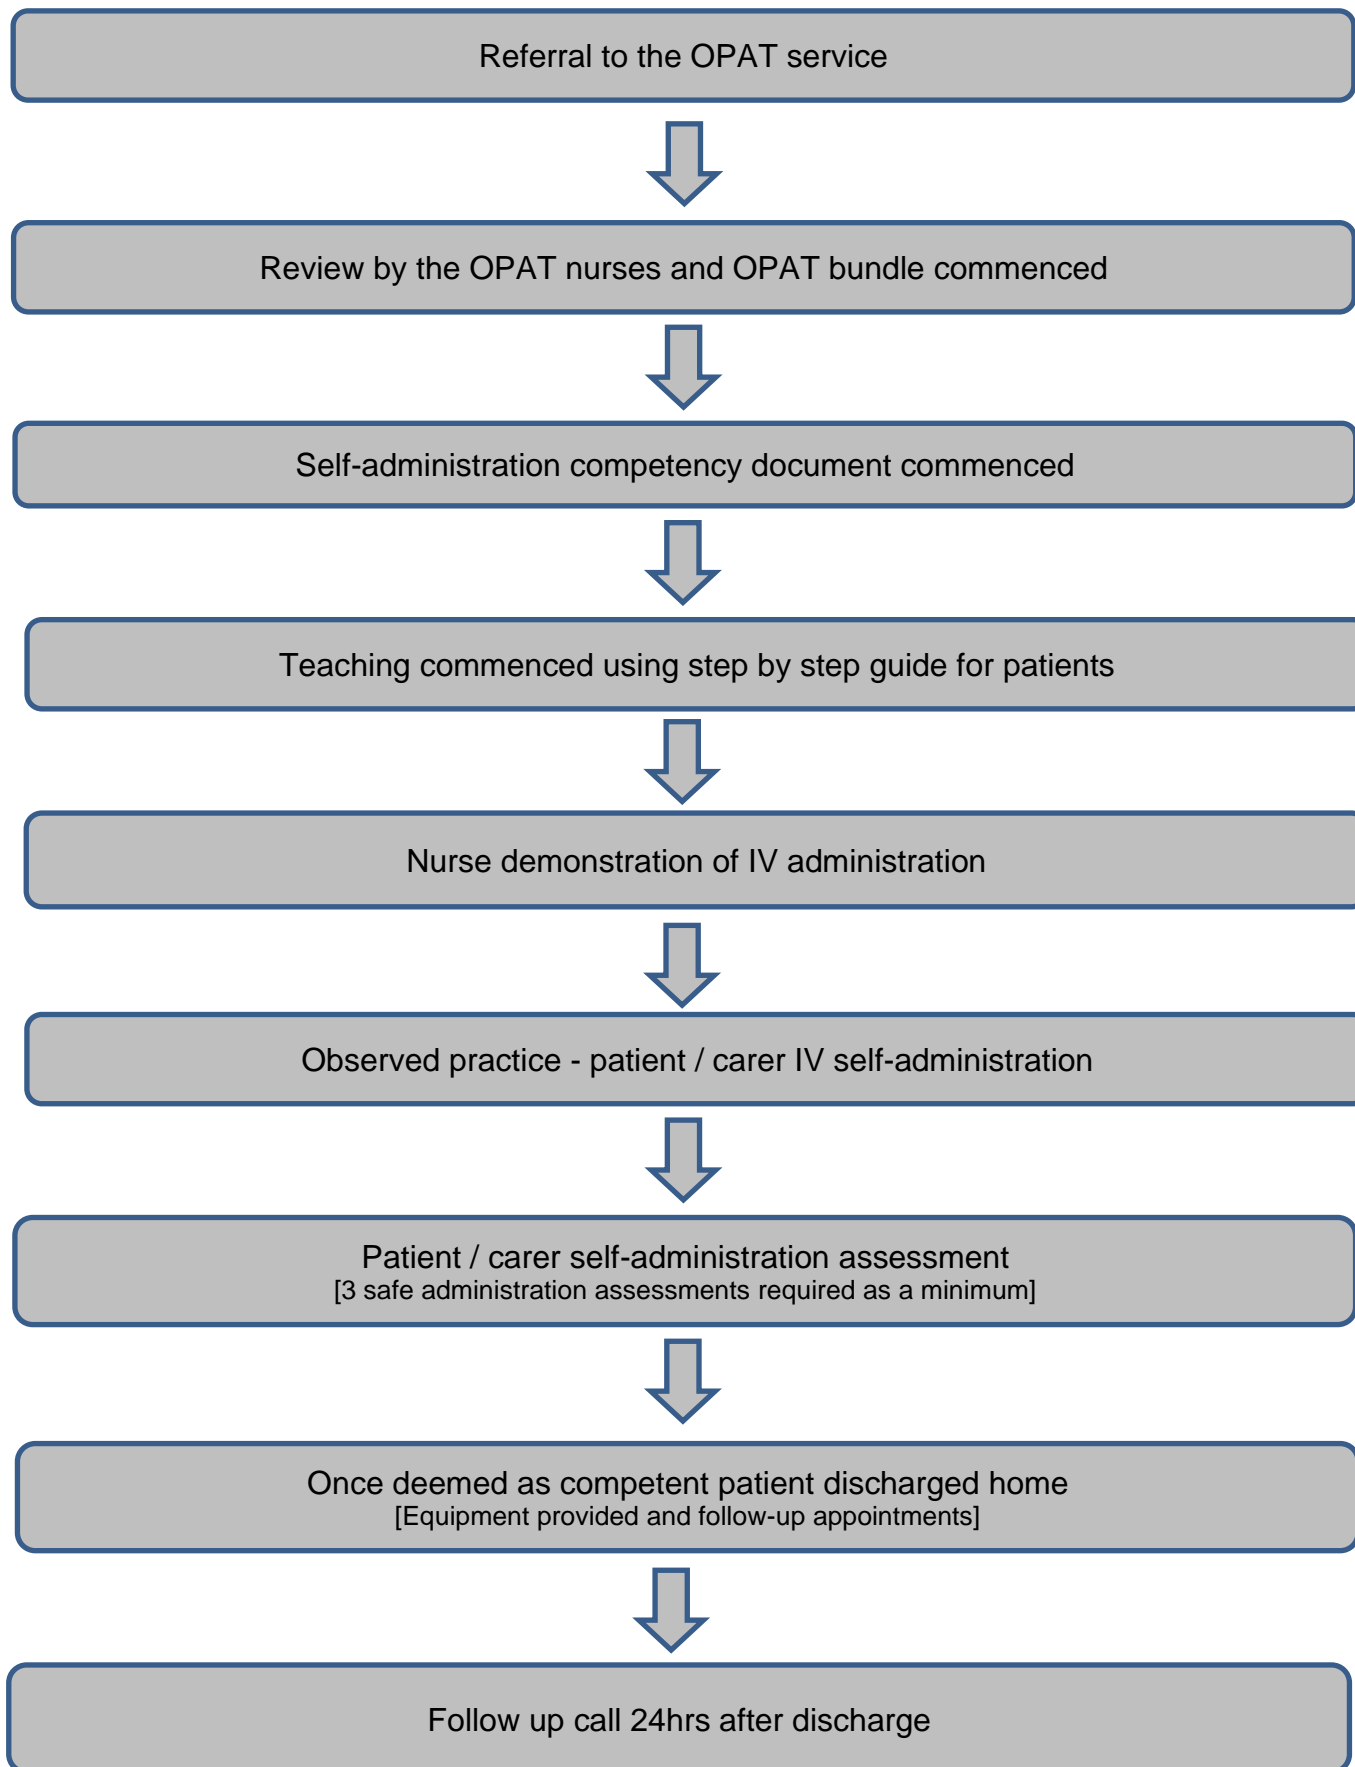 Referral to the OPAT service
Review by the OPAT nurses and OPAT bundle commenced
Self-administration competency document commenced
Teaching commenced using step by step guide for patients
Nurse demonstration of IV administration
Observed practice - patient / carer IV self-administration
Patient / carer self-administration assessment
[3 safe administration assessments required as a minimum]
Once deemed as competent patient discharged home
[Equipment provided and follow-up appointments]
Follow up call 24hrs after discharge